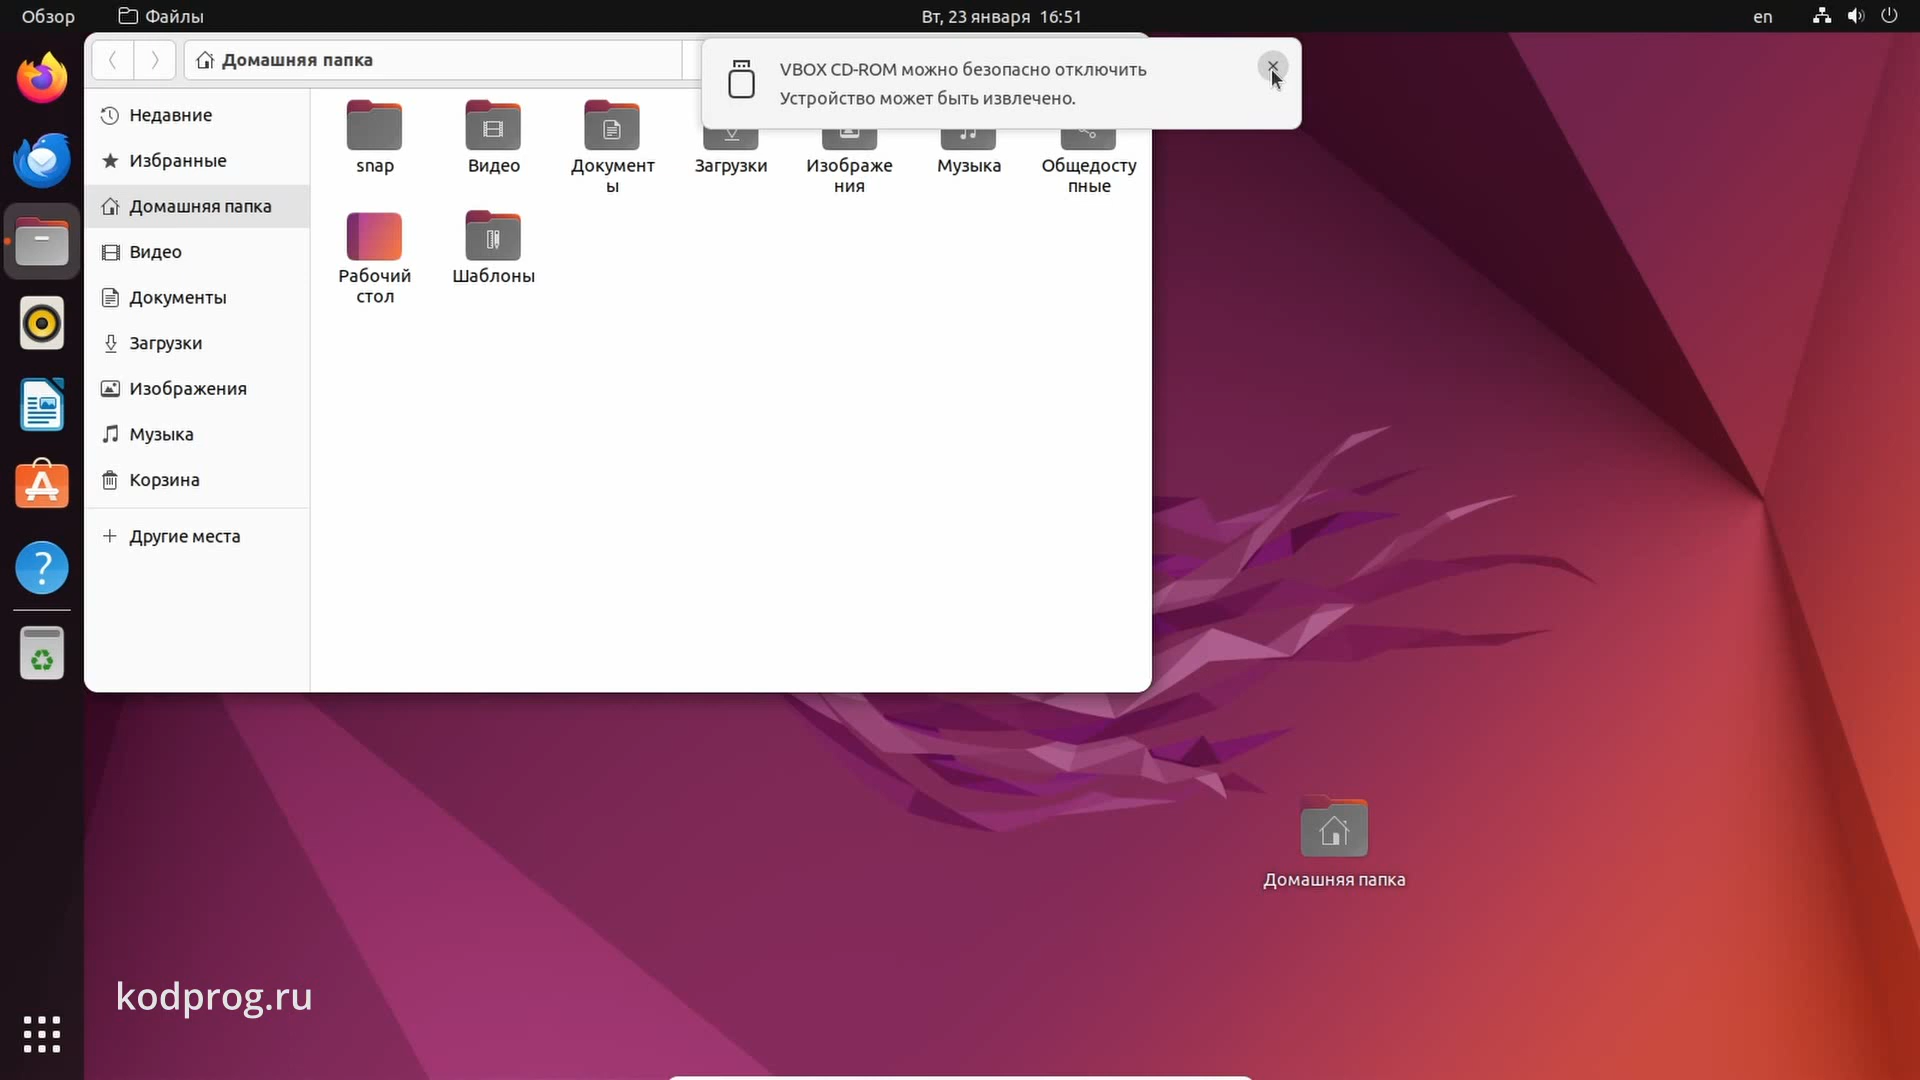 Обзор
Файлы
Вт, 23 января 16:51
en
Домашняя папка
VBOX CD-ROM можно безопасно отключить
Устройство может быть извлечено.
Недавние
Избранные
Домашняя папка
Видео
Документы
Загрузки
Изображения
Музыка
Корзина
Другие места
snap
Видео
Документ
ы
Загрузки
Изображе
ния
Музыка
Общедосту
пные
Рабочий
стол
Шаблоны
Домашняя папка
kodprog.ru